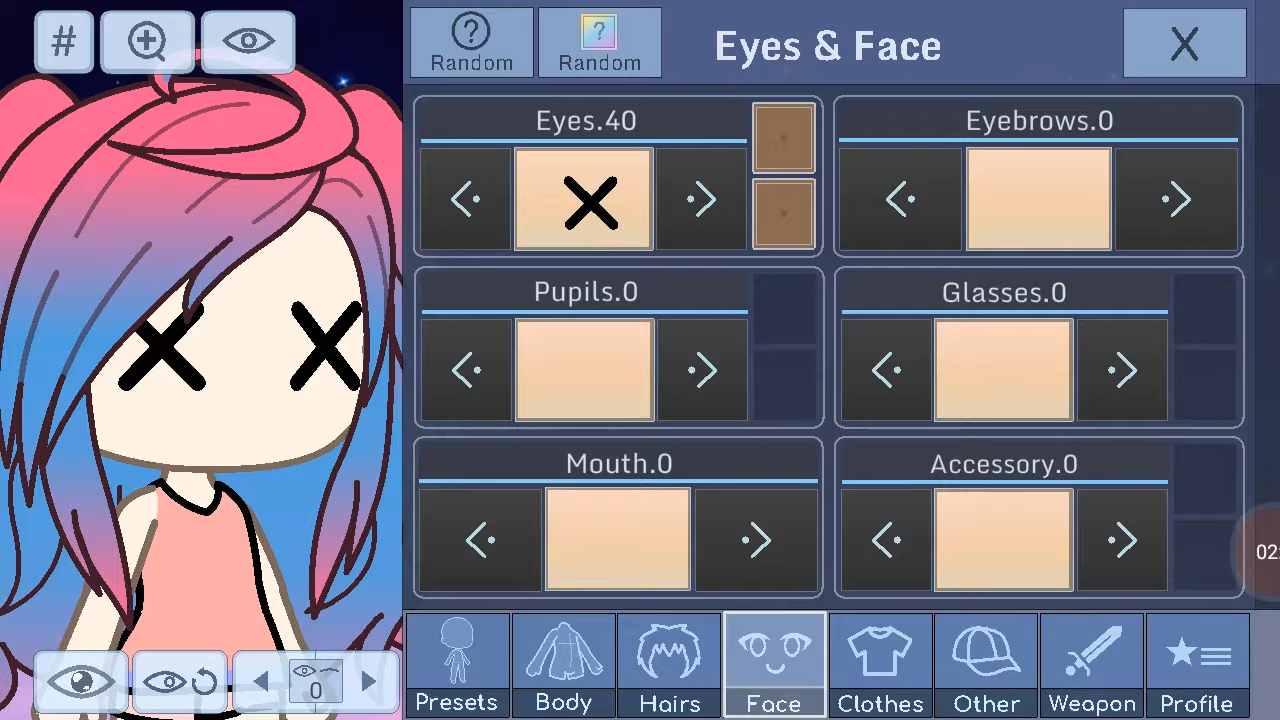 #
? Random
? Random
Eyes & Face
X
Eyes.40
Eyebrows.0
Pupils.0
Glasses.0
Mouth.0
Accessory.0
02:
0
Presets
Body
Hairs
Face
Clothes
Other
Weapon
Profile